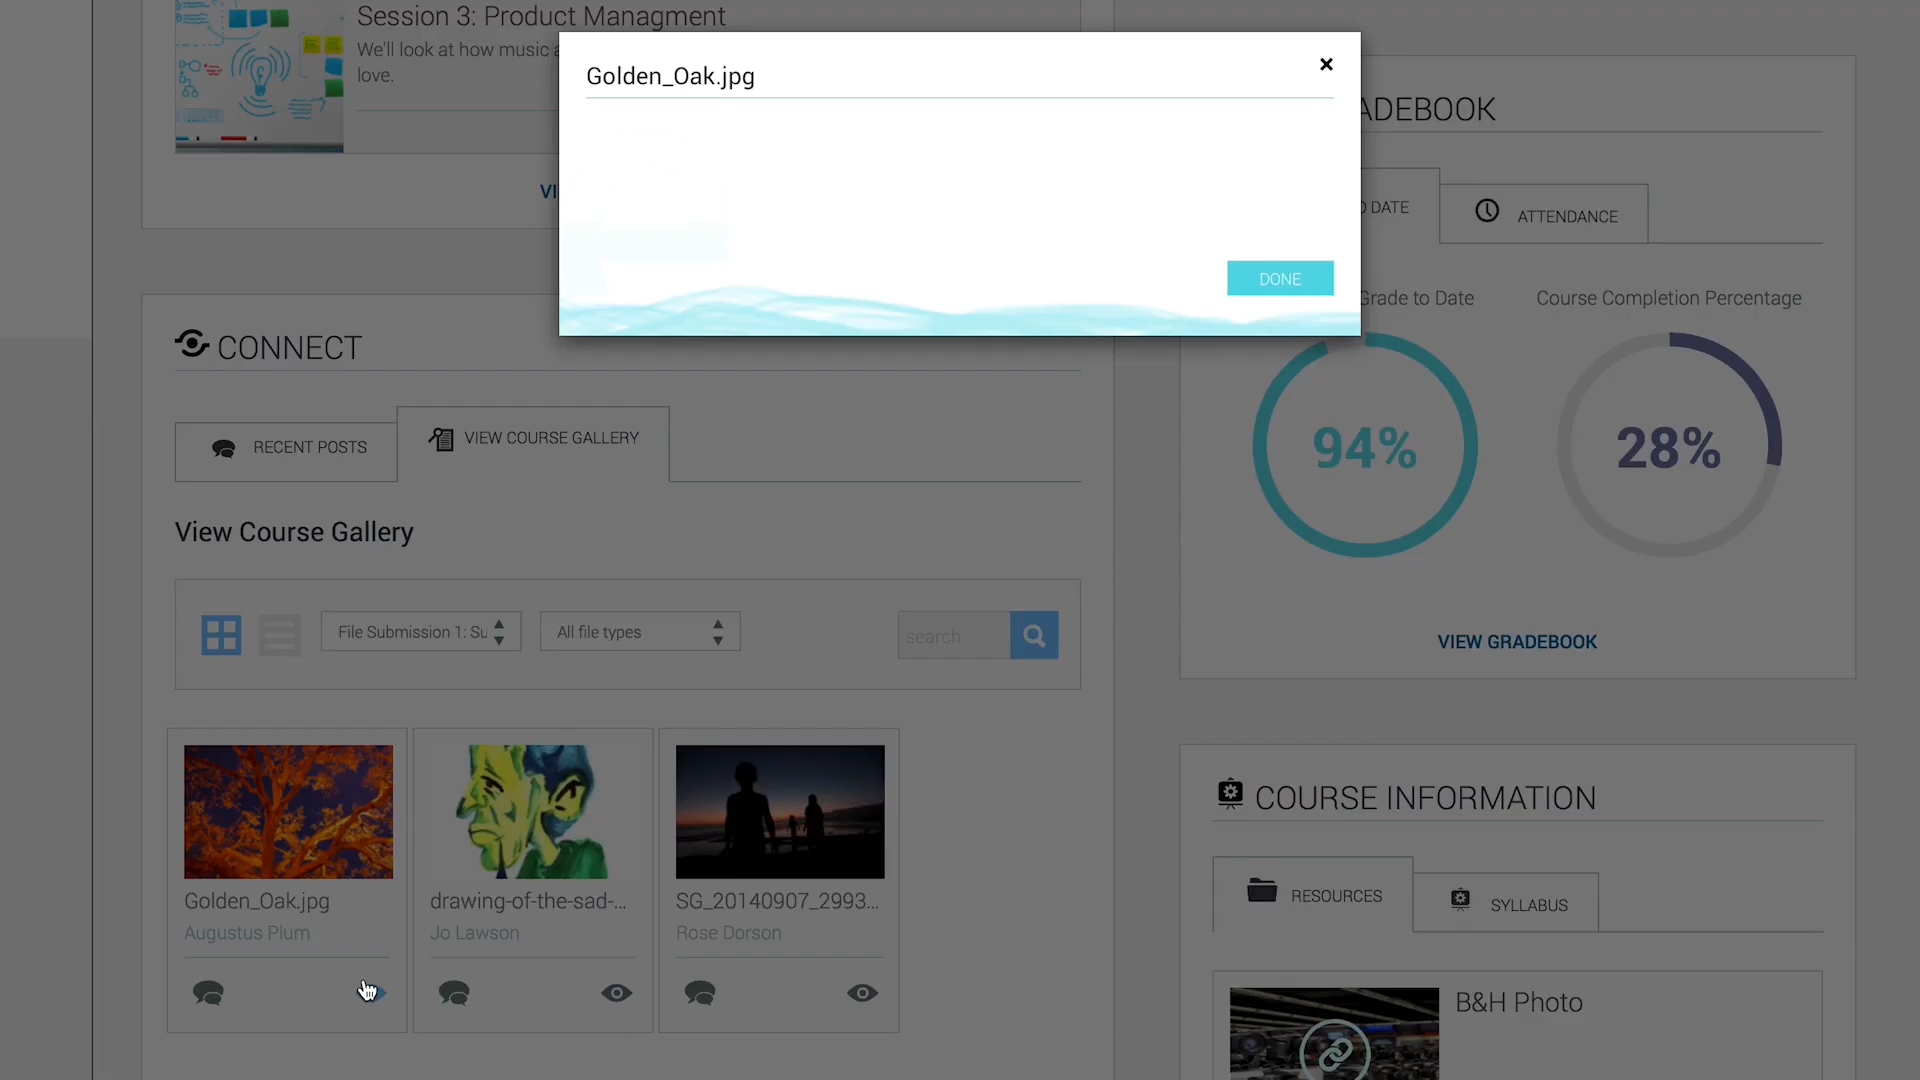 Session 3: Product Managment
We'll look at how music
love.
Golden_Oak.jpg
DONE
CONNECT
RECENT POSTS
VIEW COURSE GALLERY
View Course Gallery
File Submission 1: Su
All file types
search
Golden_Oak.jpg
Augustus Plum
drawing-of-the-sad-...
Jo Lawson
SG_20140907_2993...
Rose Dorson
ADEBOOK
DATE
ATTENDANCE
Grade to Date
Course Completion Percentage
94%
28%
VIEW GRADEBOOK
COURSE INFORMATION
RESOURCES
SYLLABUS
B&H Photo